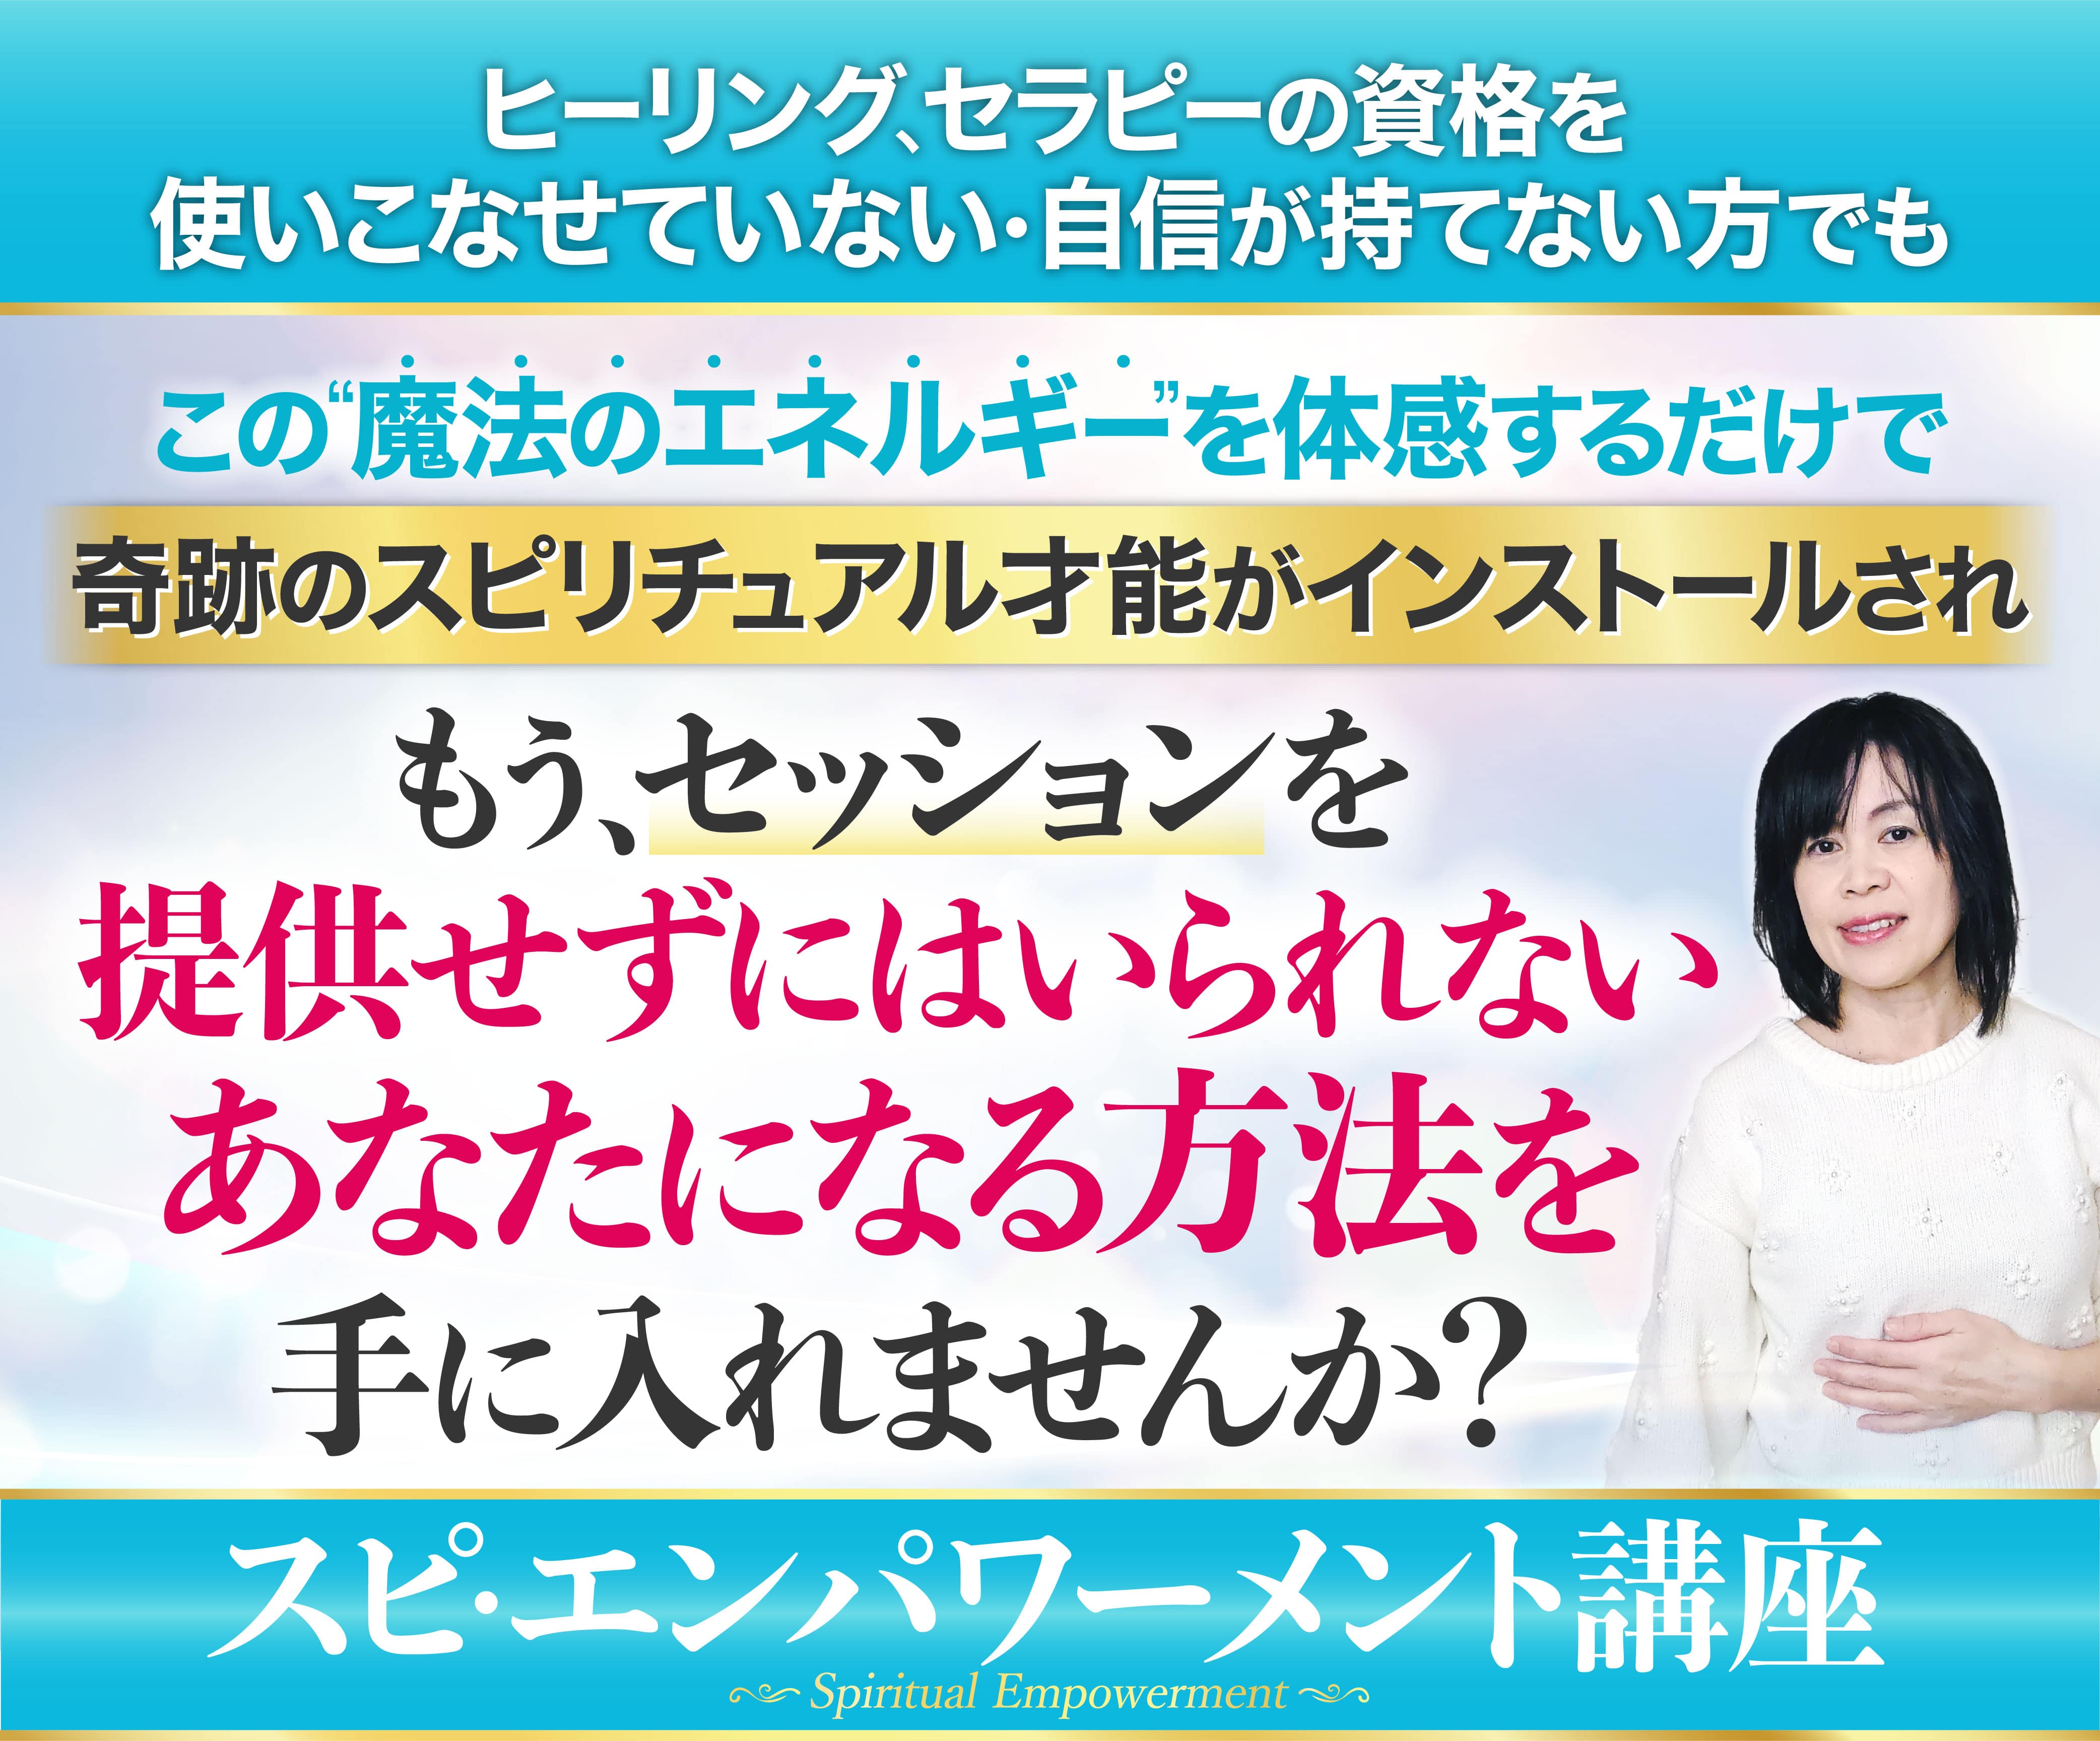 ヒーリング、セラピーの資格を
使いこなせていない・自信が持てない方でも
この“魔法のエネルギー”を体感するだけで
奇跡のスピリチュアル才能がインストールされ
もう、セッションを
提供せずにはいられない
あなたになる方法を
手に入れませんか？
スピ・エンパワーメント講座
Spiritual Empowerment